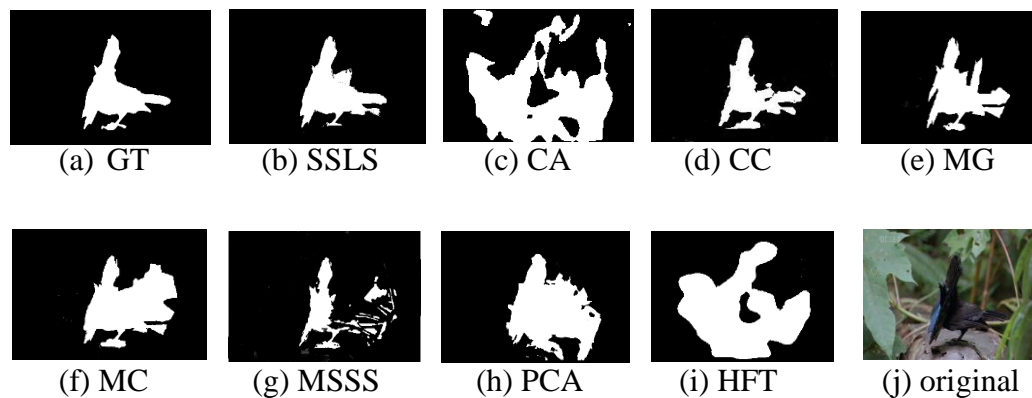 (a) GT (b) SSLS (c) CA (d) CC (e) MG
(f) MC (g) MSSS (h) PCA (i) HFT (j) original